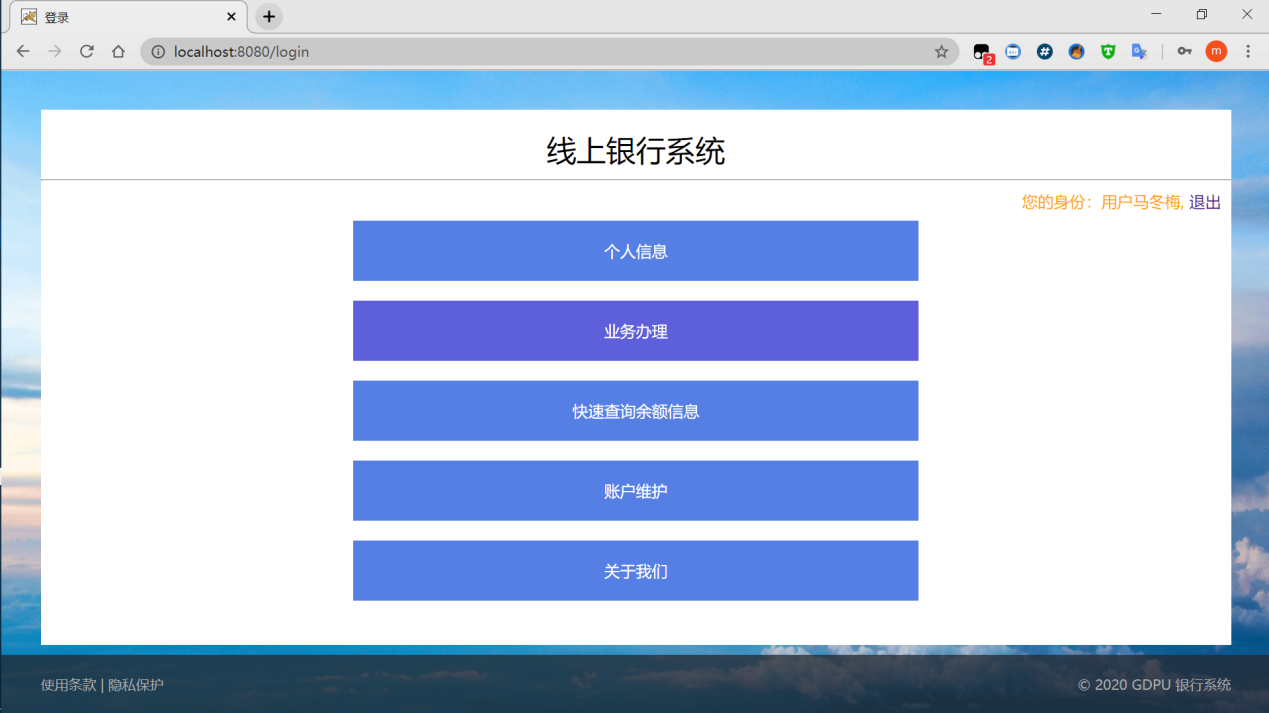 登录
localhost:8080/login
2
m
线上银行系统
您的身份：用户马冬梅, 退出
个人信息
业务办理
快速查询余额信息
账户维护
关于我们
使用条款 | 隐私保护
© 2020 GDPU 银行系统